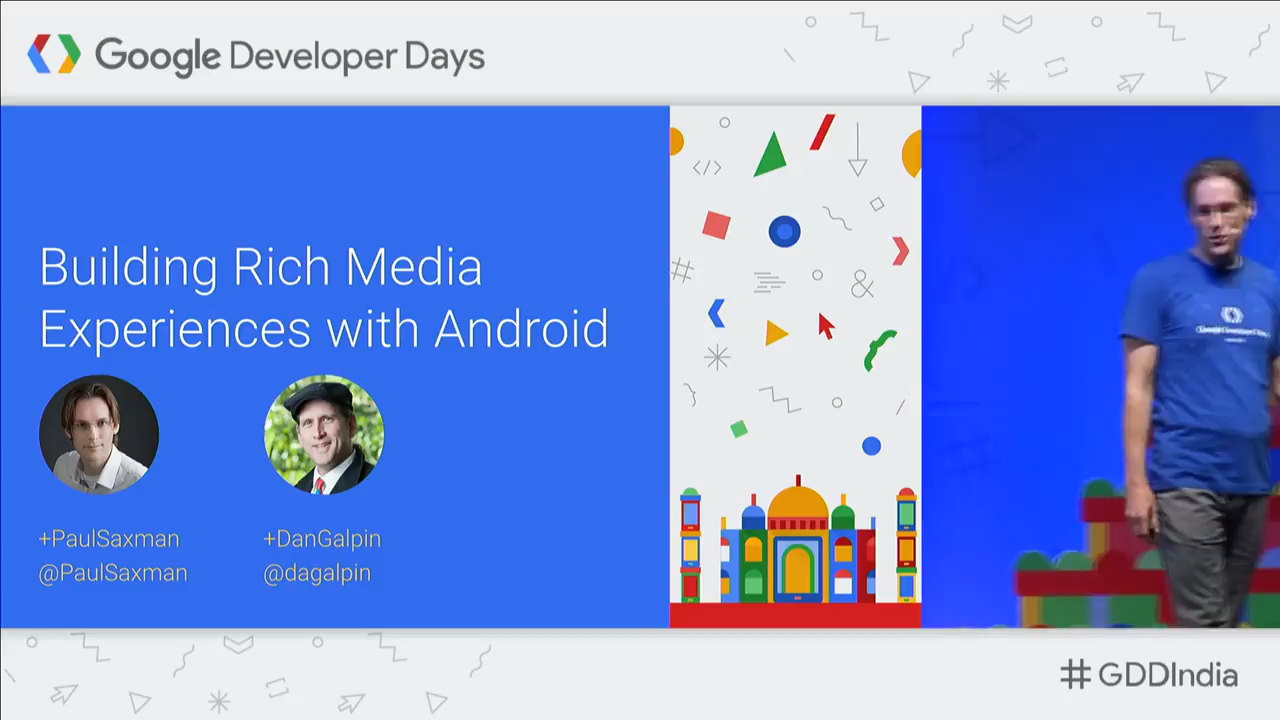 Google Developer Days
Building Rich Media
Experiences with Android
+PaulSaxman
@PaulSaxman
+DanGalpin
@dagalpin
#GDDIndia